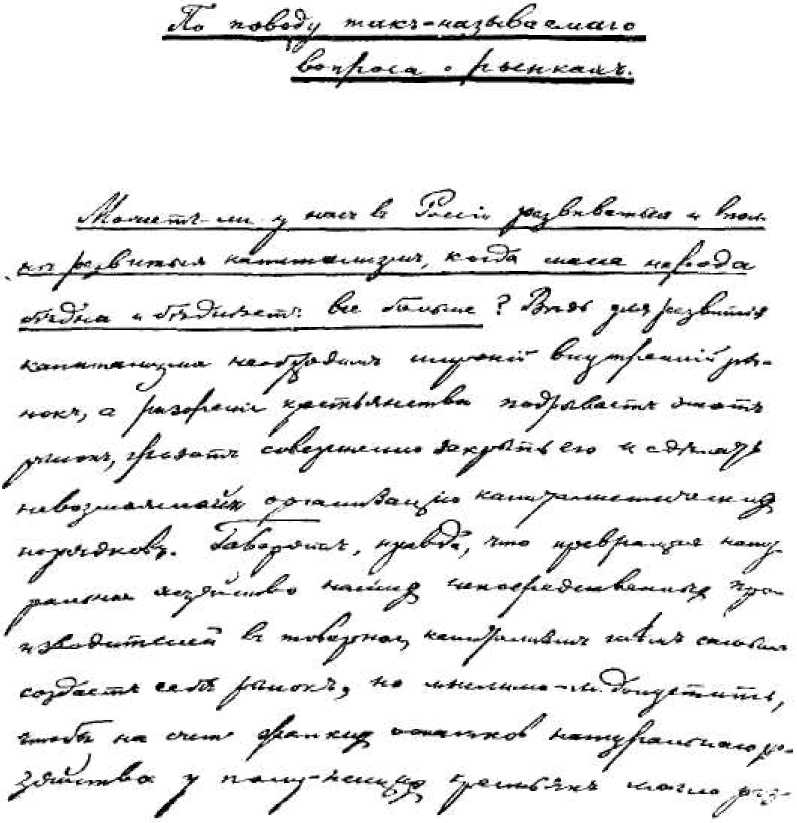 По поводу такъ-называемаго
вопроса о рынкахъ.
Можетъ-ли у насъ въ Россіи развиваться и впол-
нѣ развиться капитализмъ, когда масса народа
бѣдна и бѣднѣетъ все больше? Вѣдь для развитія
капитализма необходимъ широкій внутренній ры-
нокъ, а разореніе крестьянства подрываетъ этотъ
рынокъ, грозитъ совершенно закрыть его и сдѣлать
невозможной организацію капиталистическихъ
порядковъ. Говорятъ, правда, что превращая нату-
ральное хозяйство нашихъ непосредственныхъ про-
изводителей въ товарное, капитализмъ тѣмъ самымъ
создаетъ себѣ рынокъ, но мыслимо-ли допустить,
чтобы на счетъ жалкихъ остатковъ натуральнаго хо-
зяйства у полу-нищихъ крестьянъ могло раз-